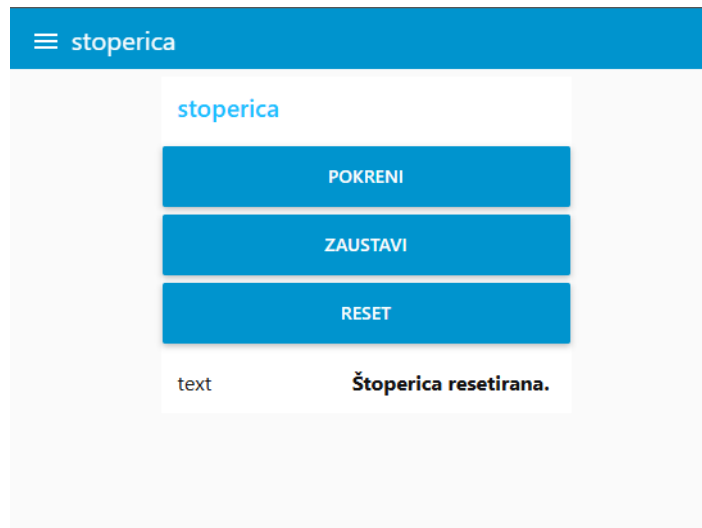 stoperica
stoperica
POKRENI
ZAUSTAVI
RESET
text Štoperica resetirana.